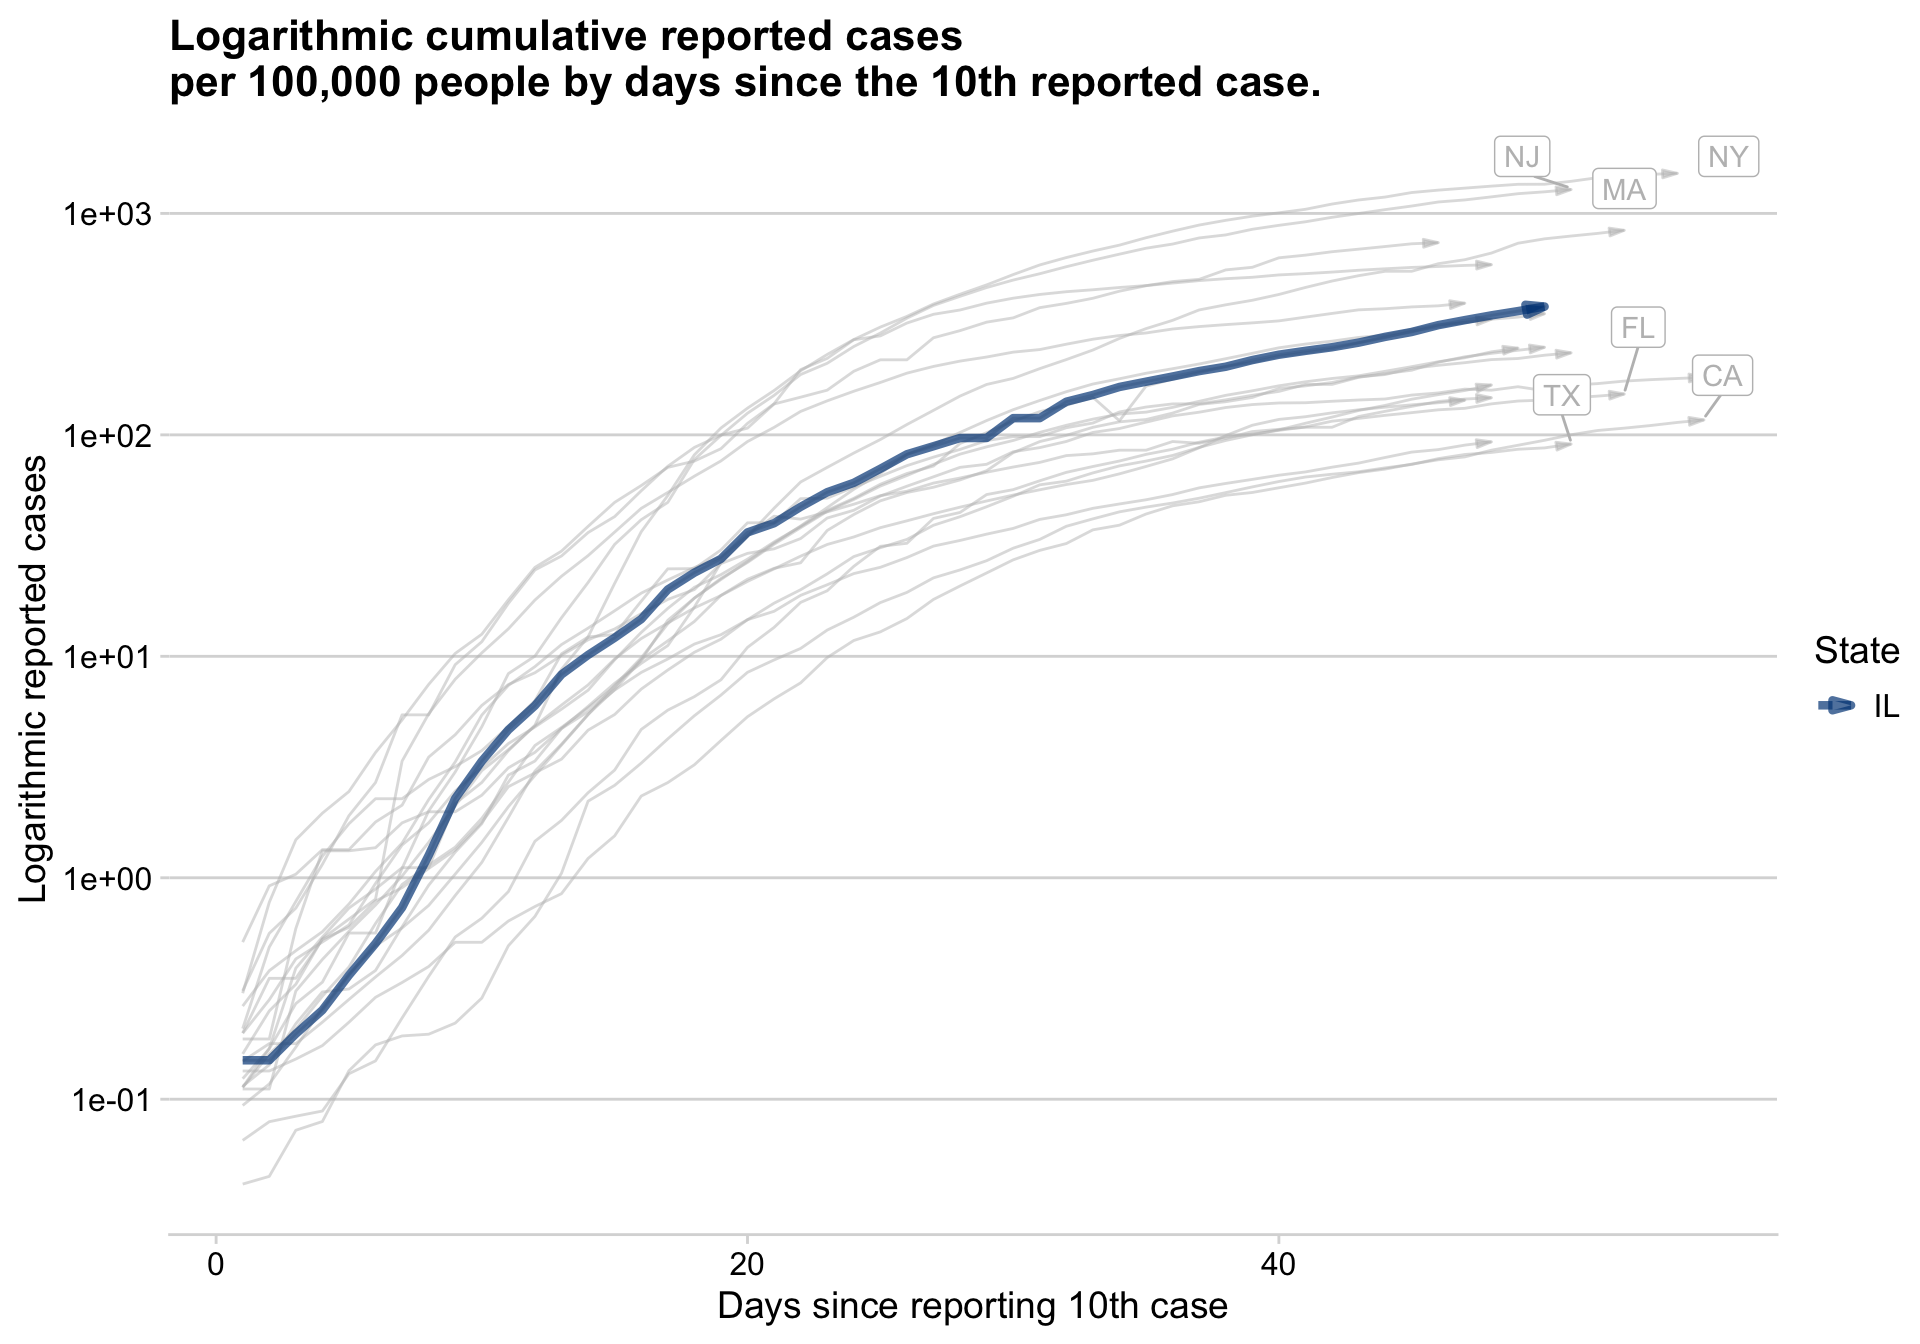 Logarithmic cumulative reported cases
per 100,000 people by days since the 10th reported case.
NJ
NY
MA
1e+03
FL
CA
TX
1e+02
Logarithmic reported cases
1e+01
State
IL
1e+00
1e-01
0
20
40
Days since reporting 10th case